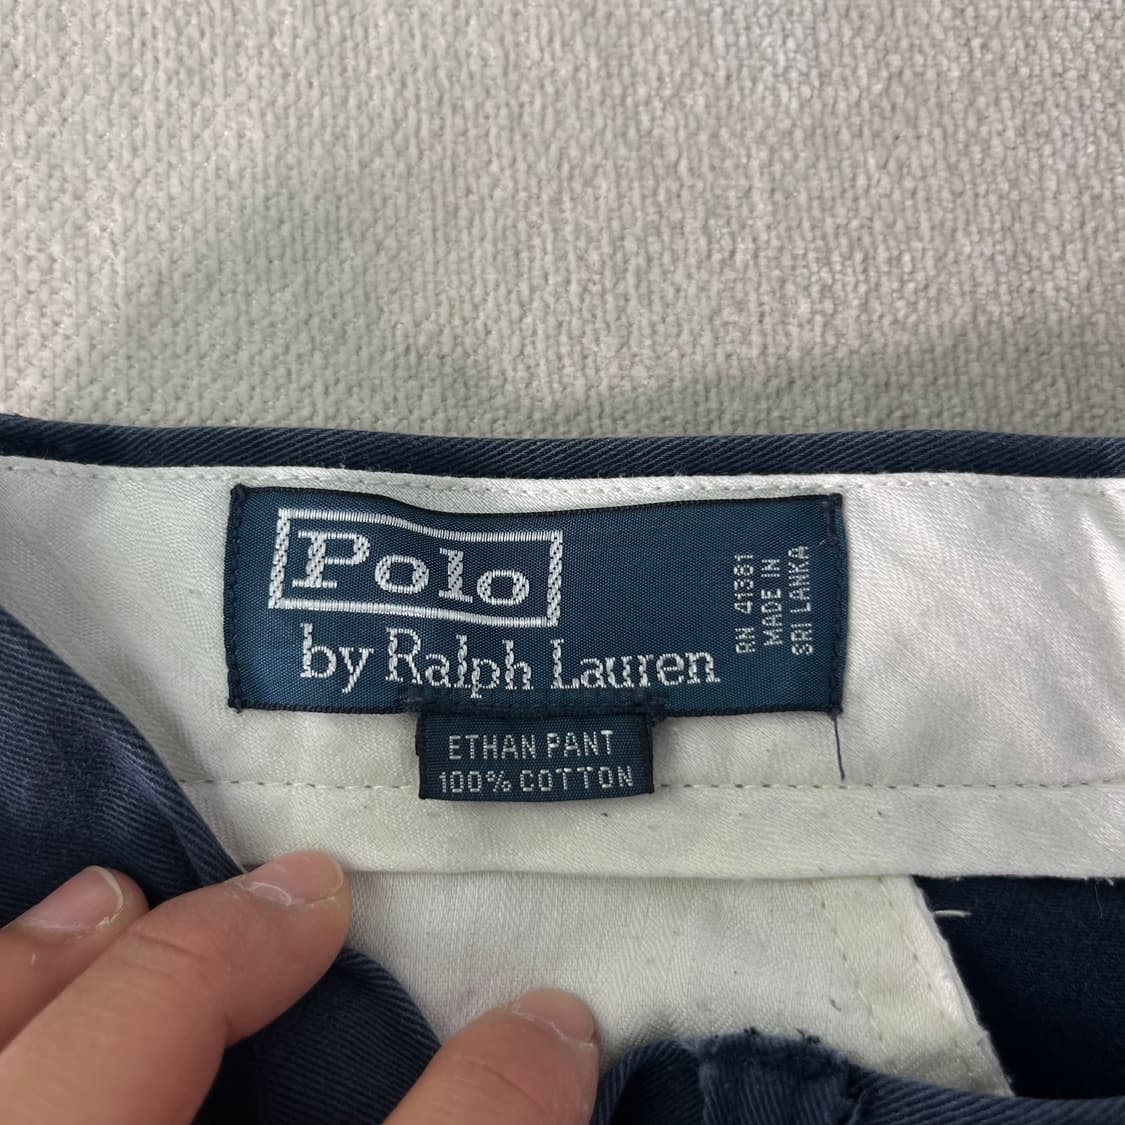 Polo
by Ralph Lauren
RN 41381
MADE IN
SRI LANKA
ETHAN PANT
100% COTTON